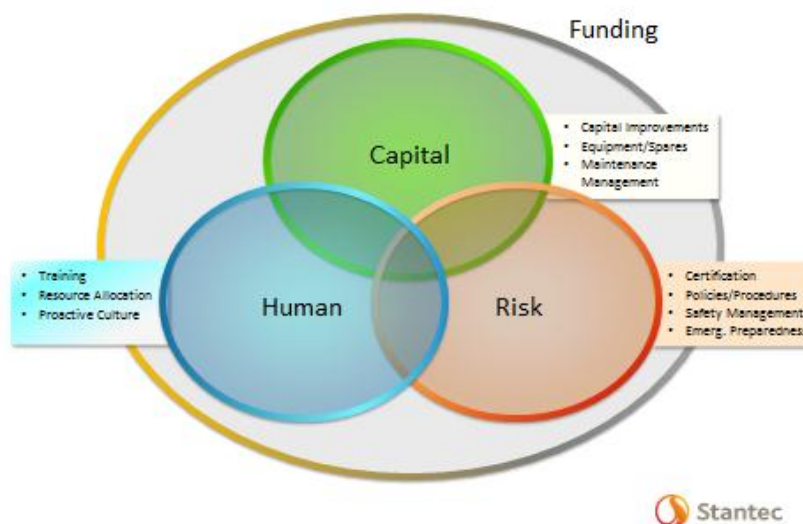 Funding
Capital
• Capital Improvements
• Equipment/Spares
• Maintenance
Management
• Training
• Resource Allocation
• Proactive Culture
Human
Risk
• Certification
• Policies/Procedures
• Safety Management
• Emerg. Preparedness
Stantec